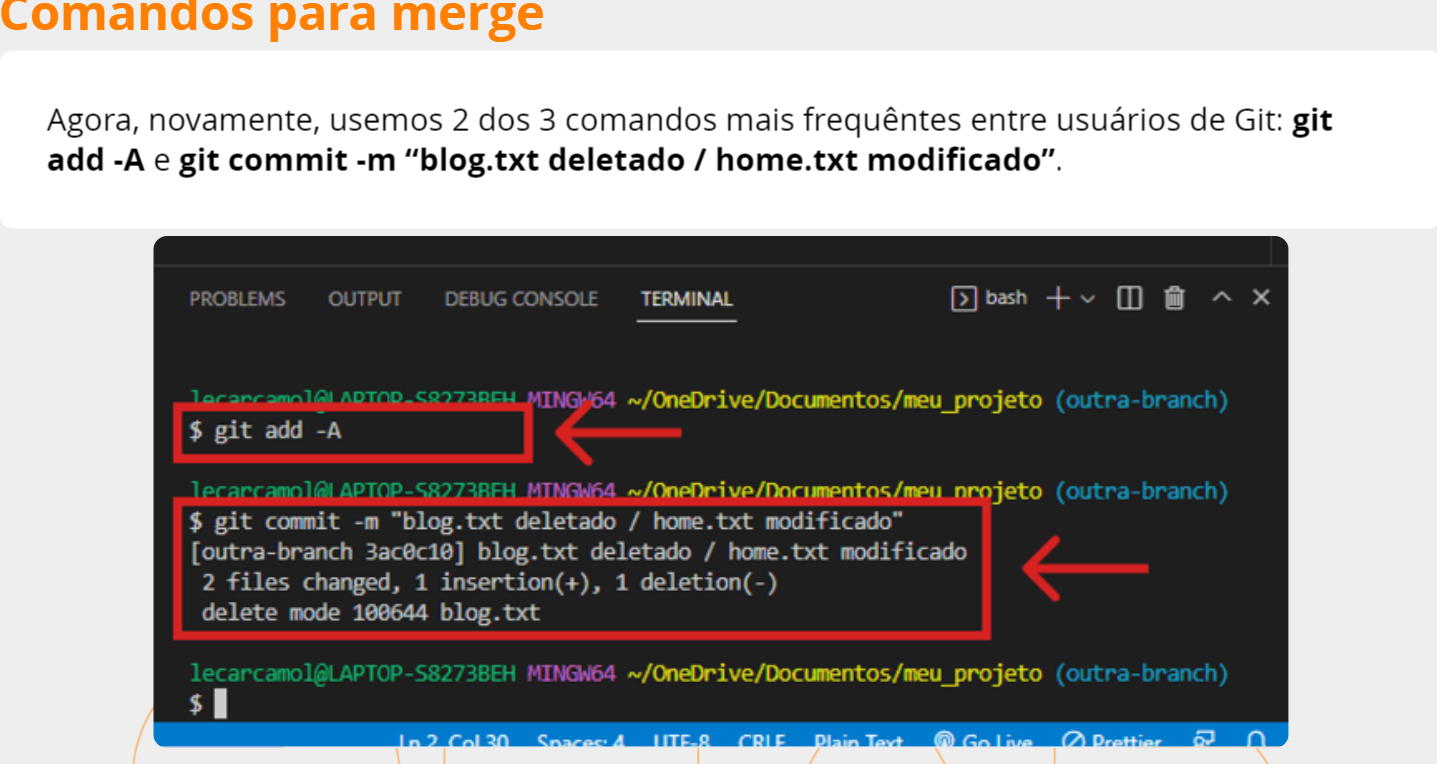 Comandos para merge
Agora, novamente, usemos 2 dos 3 comandos mais frequêntes entre usuários de Git: git
add -A e git commit -m “blog.txt deletado / home.txt modificado”.
PROBLEMS OUTPUT DEBUG CONSOLE TERMINAL bash
lecarcamol@LAPTOP-S8273BEH MINGW64 ~/OneDrive/Documentos/meu_projeto (outra-branch)
$ git add -A
lecarcamol@LAPTOP-S8273BEH MINGW64 ~/OneDrive/Documentos/meu_projeto (outra-branch)
$ git commit -m "blog.txt deletado / home.txt modificado"
[outra-branch 3ac0c10] blog.txt deletado / home.txt modificado
2 files changed, 1 insertion(+), 1 deletion(-)
delete mode 100644 blog.txt
lecarcamol@LAPTOP-S8273BEH MINGW64 ~/OneDrive/Documentos/meu_projeto (outra-branch)
$
Ln 2, Col 30 Spaces: 4 UTF-8 CRLF Plain Text Go Live Prettier